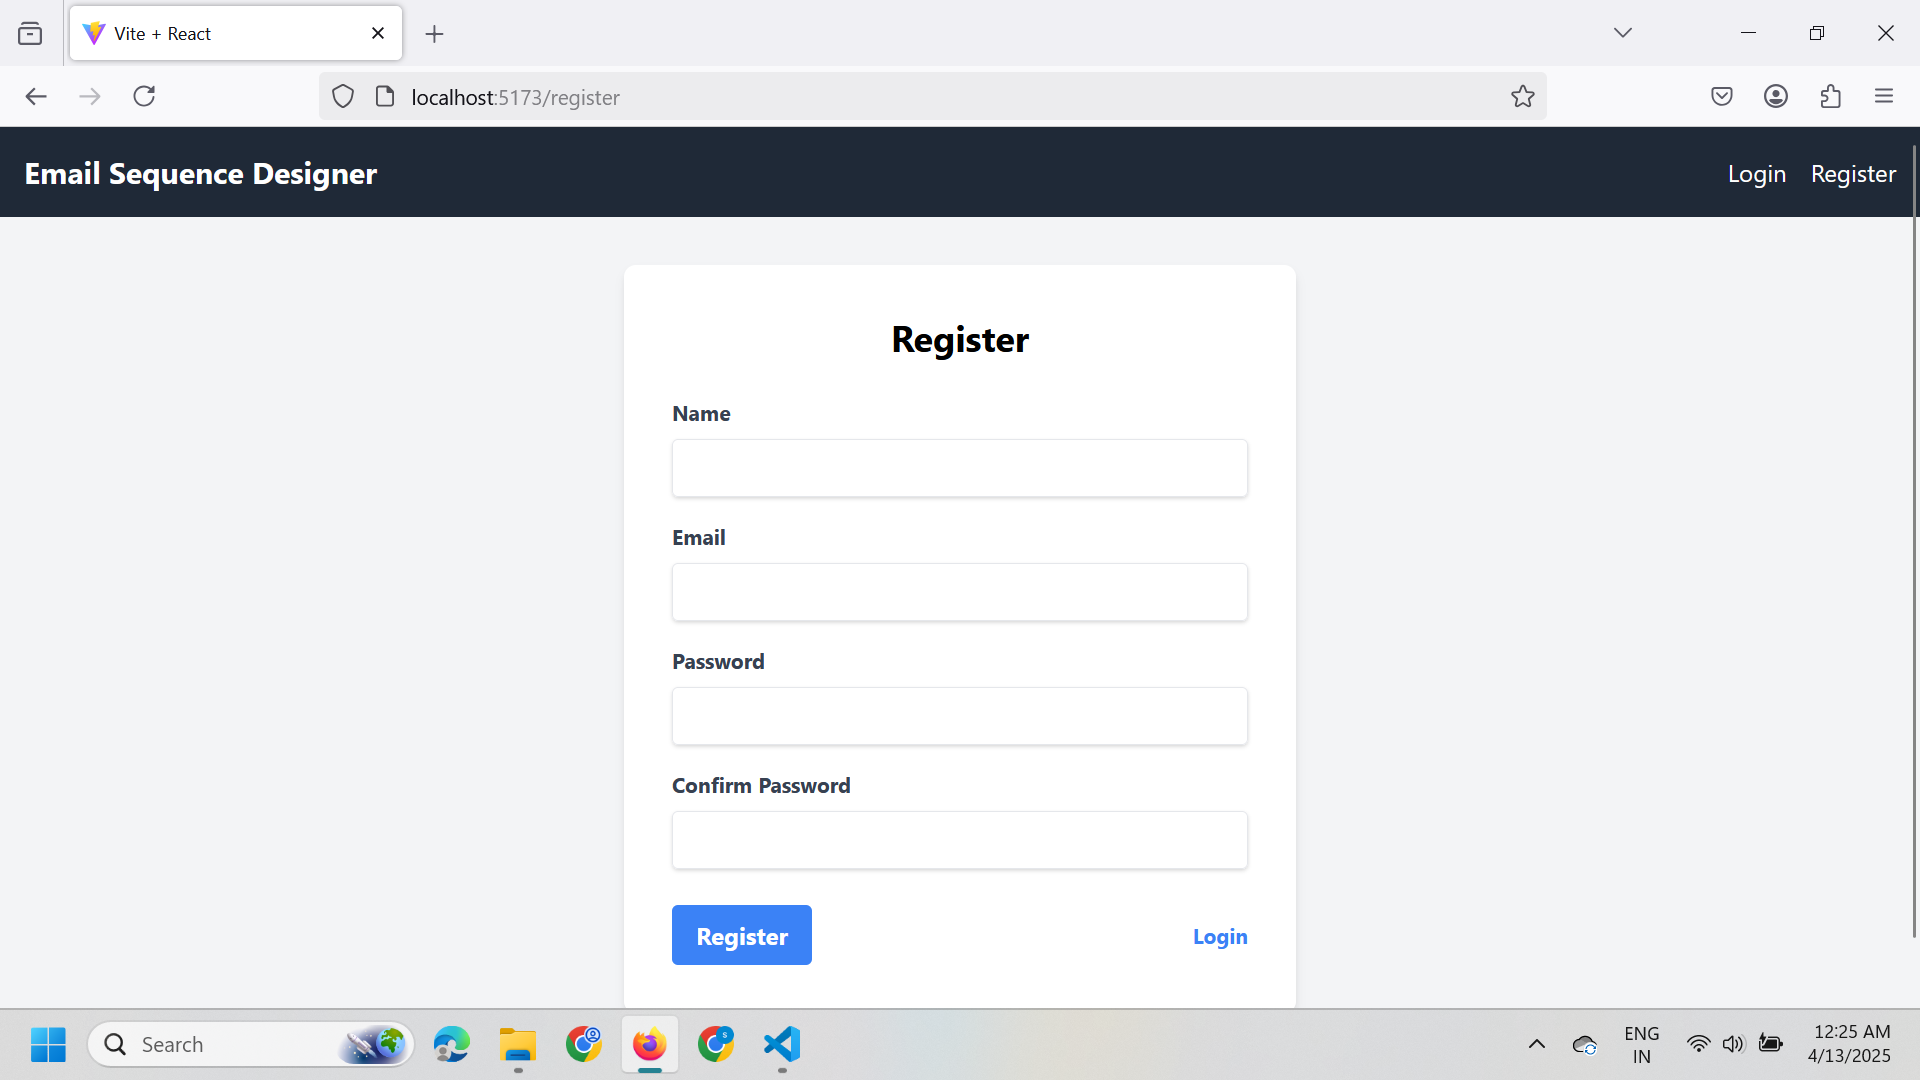 Vite + React
localhost:5173/register
Email Sequence Designer
Login Register
Register
Name
Email
Password
Confirm Password
Register
Login
Search
S
ENG
IN
12:25 AM
4/13/2025